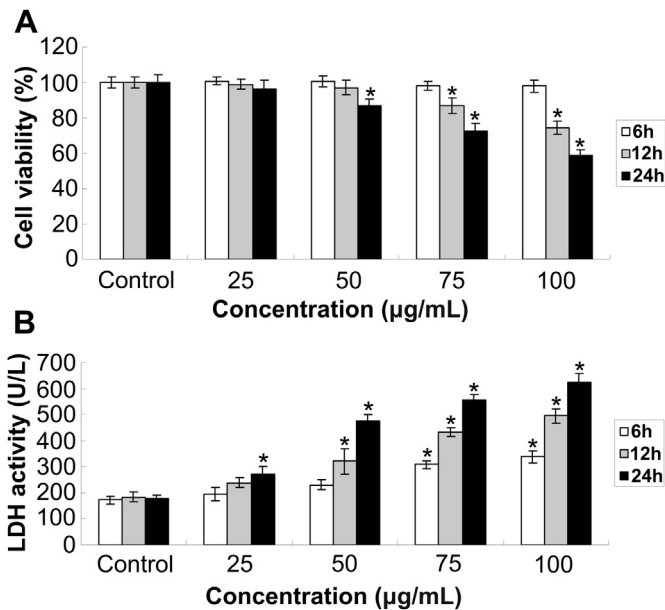 A
Cell viability (%)
120
100
80
60
40
20
0
* * * * *
6h
12h
24h
Control 25 50 75 100
Concentration (µg/mL)
B
LDH activity (U/L)
700
600
500
400
300
200
100
0
* * * * * * * * *
6h
12h
24h
Control 25 50 75 100
Concentration (µg/mL)